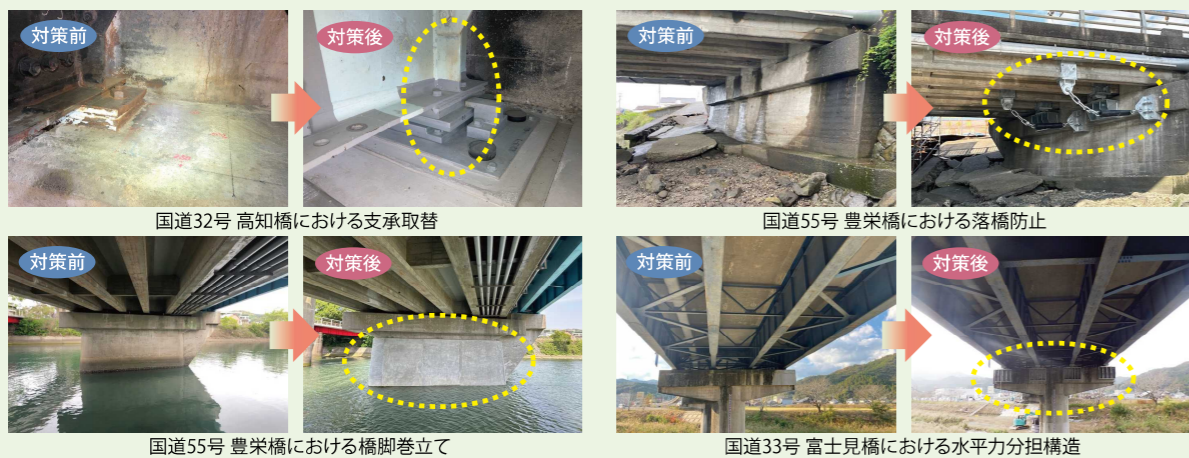 対策前
対策後
国道32号 高知橋における支承取替
対策前
対策後
国道55号 豊栄橋における落橋防止
対策前
対策後
国道55号 豊栄橋における橋脚巻立て
対策前
対策後
国道33号 富士見橋における水平力分担構造